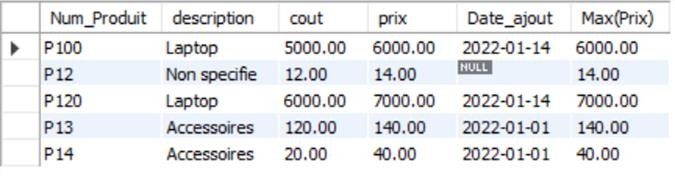 Num_Produit description cout prix Date_ajout Max(Prix)
P100 Laptop 5000.00 6000.00 2022-01-14 6000.00
P12 Non specifie 12.00 14.00 NULL 14.00
P120 Laptop 6000.00 7000.00 2022-01-14 7000.00
P13 Accessoires 120.00 140.00 2022-01-01 140.00
P14 Accessoires 20.00 40.00 2022-01-01 40.00